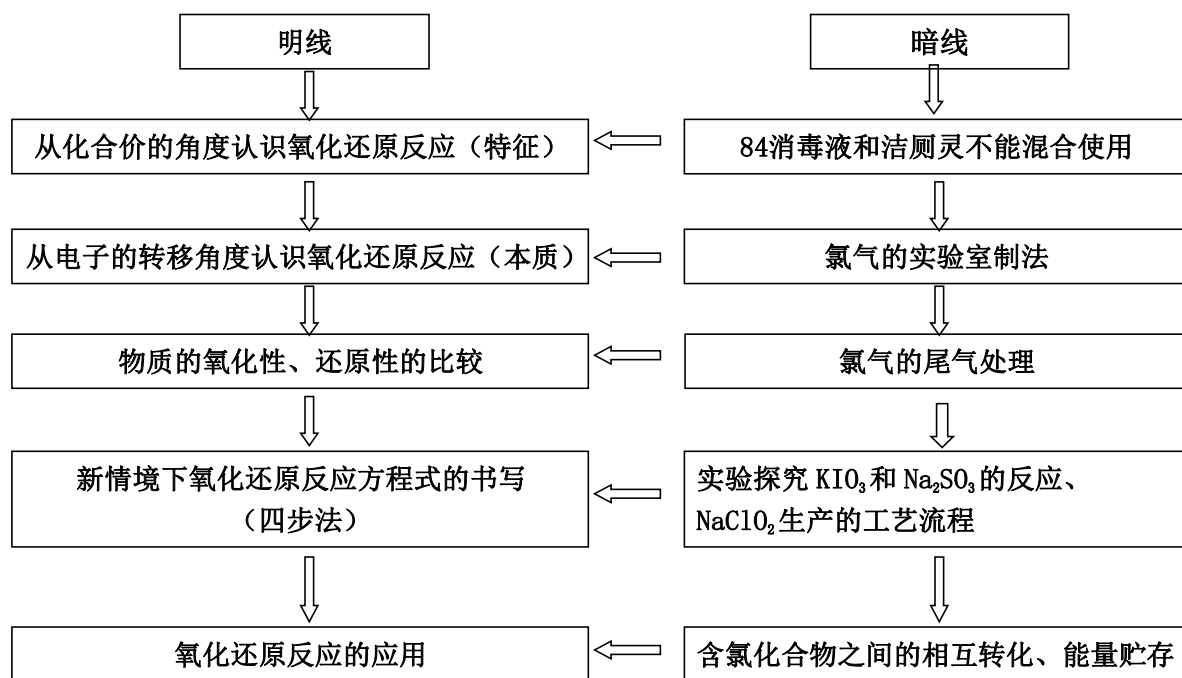 明线
暗线
从化合价的角度认识氧化还原反应（特征）
84消毒液和洁厕灵不能混合使用
从电子的转移角度认识氧化还原反应（本质）
氯气的实验室制法
物质的氧化性、还原性的比较
氯气的尾气处理
新情境下氧化还原反应方程式的书写
（四步法）
实验探究 KIO₃和 Na₂SO₃的反应、
NaClO₂生产的工艺流程
氧化还原反应的应用
含氯化合物之间的相互转化、能量贮存